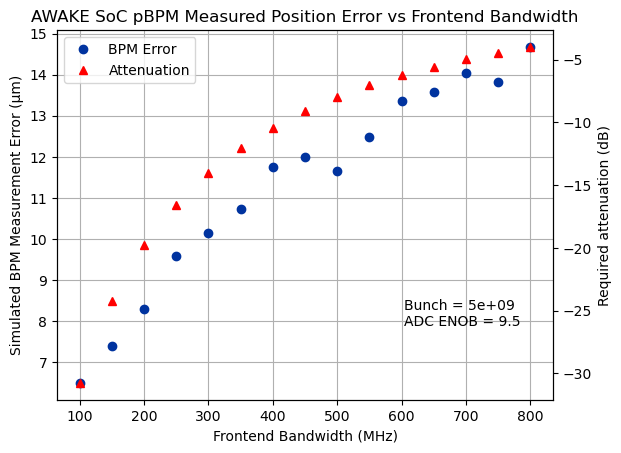 AWAKE SoC pBPM Measured Position Error vs Frontend Bandwidth
BPM Error
Attenuation
Simulated BPM Measurement Error (μm)
15
14
13
12
11
10
9
8
7
Required attenuation (dB)
−5
−10
−15
−20
−25
−30
Bunch = 5e+09
ADC ENOB = 9.5
100 200 300 400 500 600 700 800
Frontend Bandwidth (MHz)